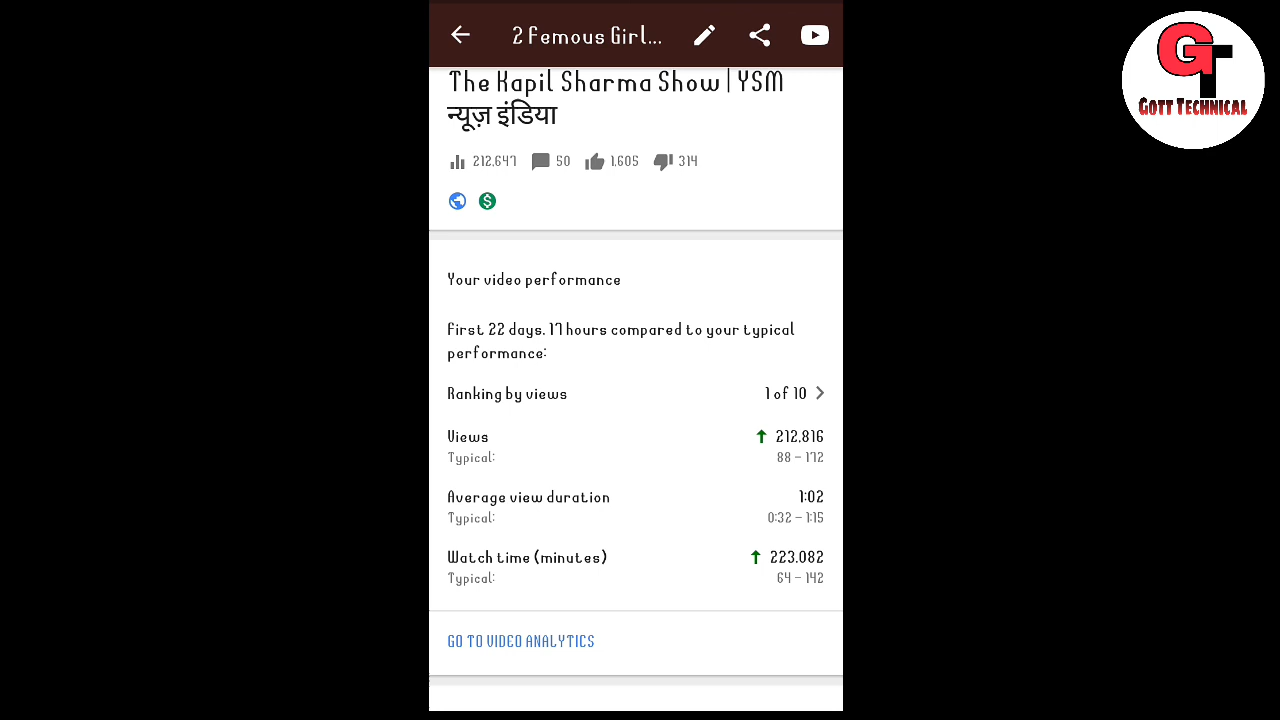 2 Femous Girl...
The Kapil Sharma Show | YSM
न्यूज़ इंडिया
212,647 50 1,605 314
Your video performance
First 22 days, 17 hours compared to your typical
performance:
Ranking by views 1 of 10
Views 212,816
Typical: 88 – 172
Average view duration 1:02
Typical: 0:32 – 1:15
Watch time (minutes) 223,082
Typical: 64 – 142
GO TO VIDEO ANALYTICS
GT
GOTT TECHNICAL